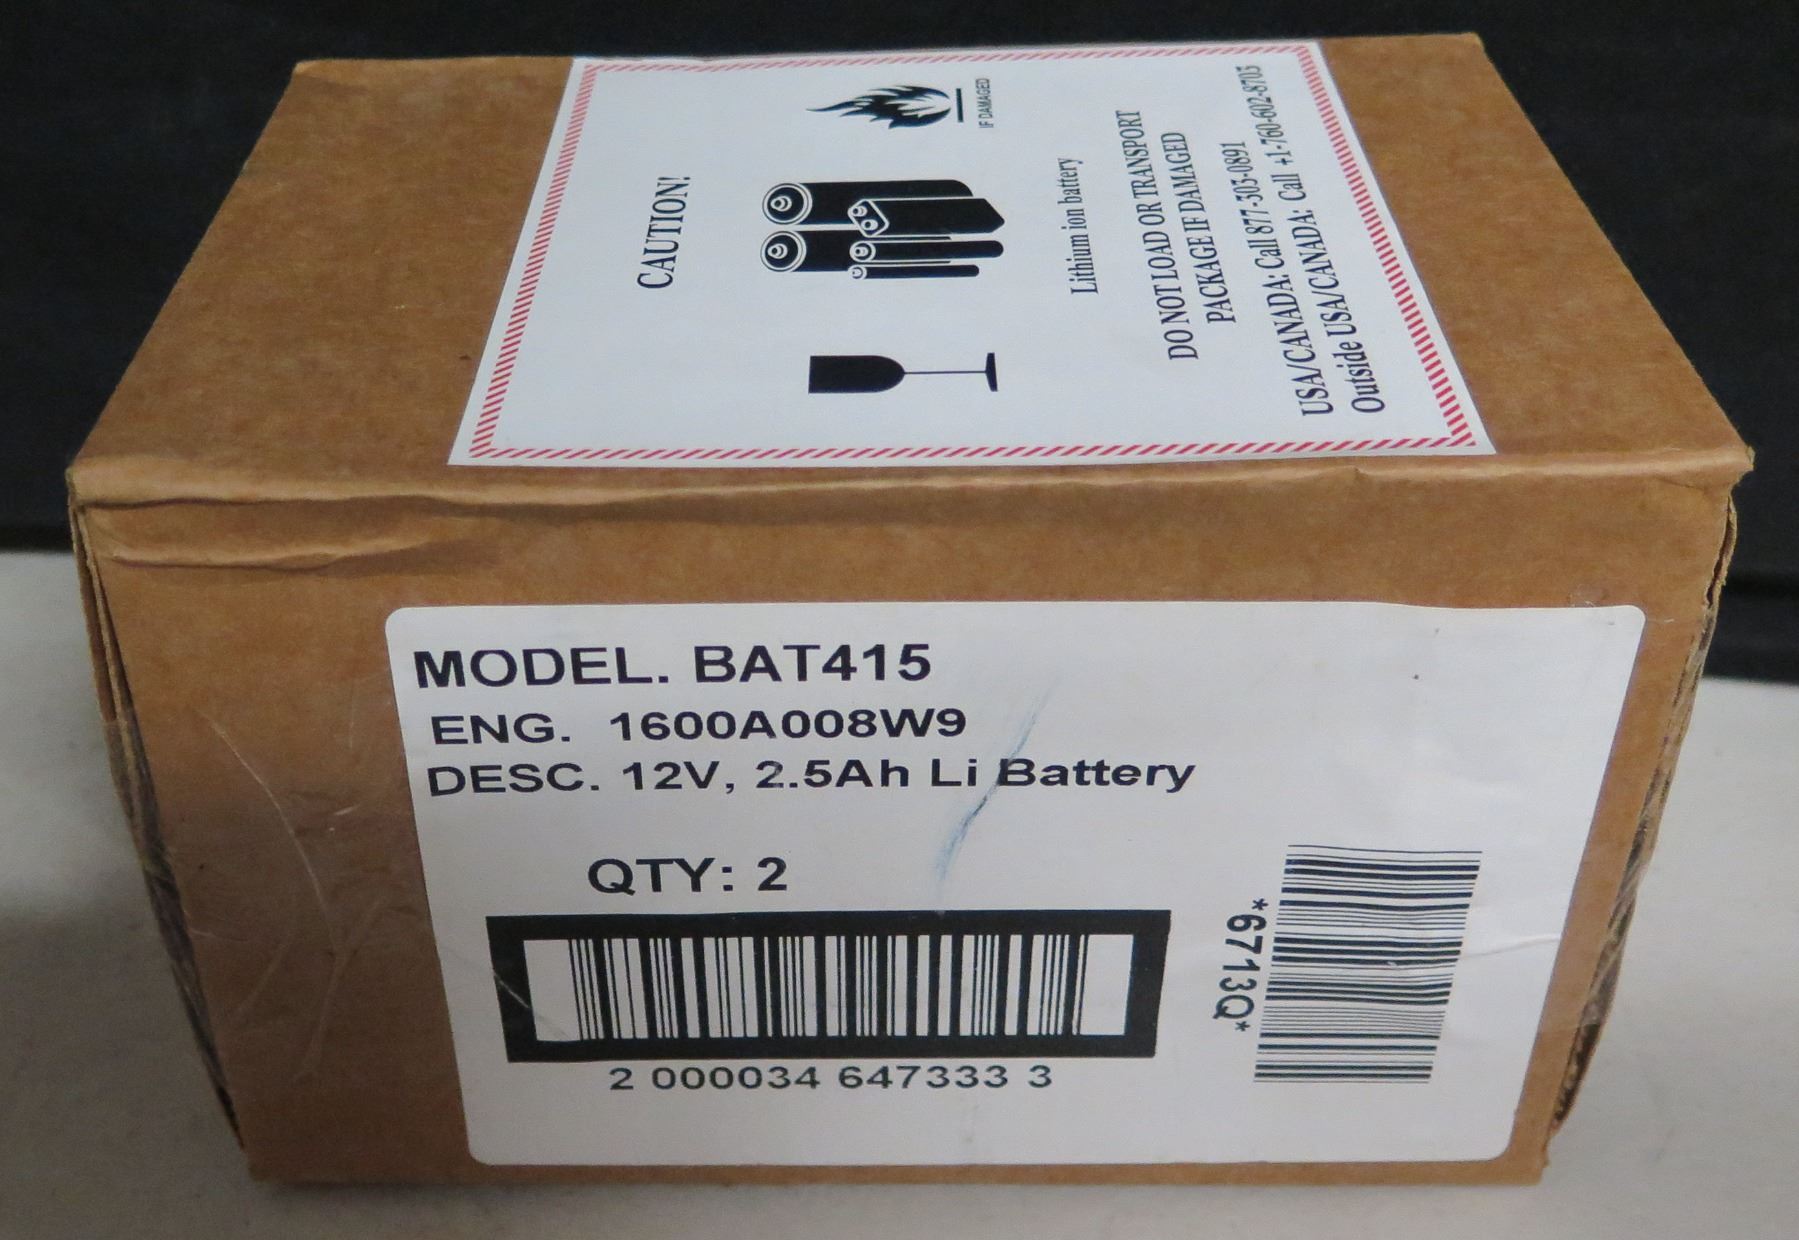 CAUTION!
IF DAMAGED
Lithium ion battery
DO NOT LOAD OR TRANSPORT
PACKAGE IF DAMAGED
USA/CANADA: Call 877-303-0891
Outside USA/CANADA: Call +1-760-602-8703
MODEL. BAT415
ENG. 1600A008W9
DESC. 12V, 2.5Ah Li Battery
QTY: 2
2 000034 647333 3
*6713Q*